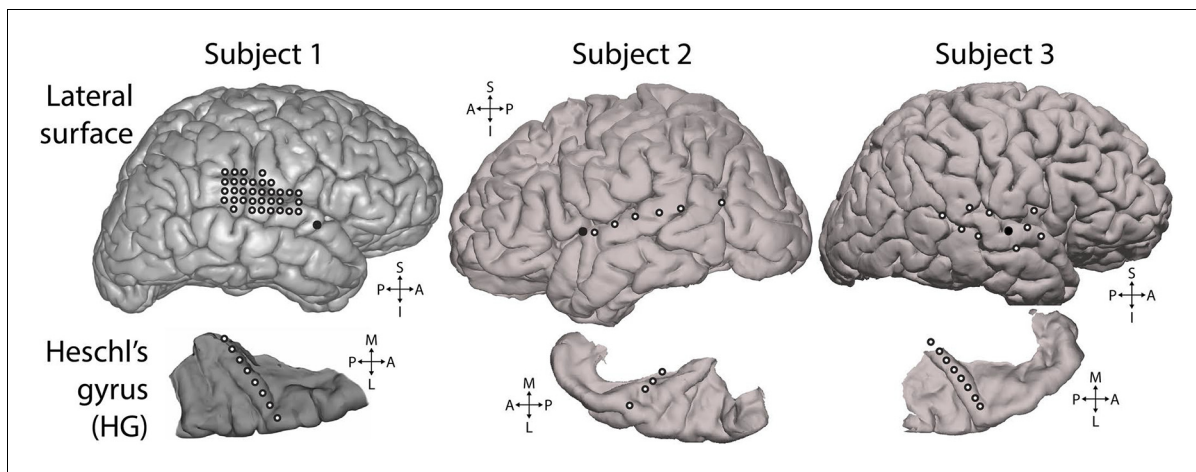 Subject 1
Subject 2
Subject 3
Lateral
surface
S
A P
I
S
P A
I
S
P A
I
Heschl's
gyrus
(HG)
M
P A
L
M
A P
L
M
P A
L